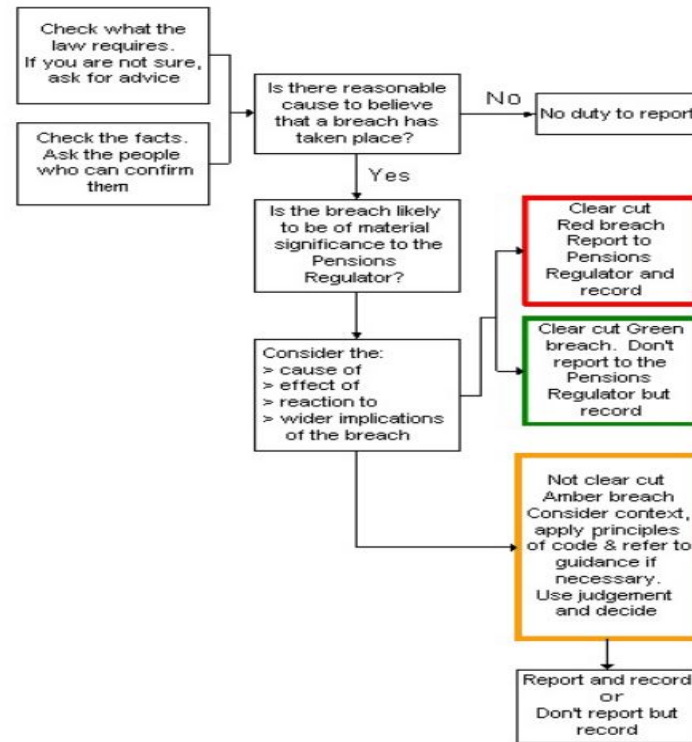 Check what the
law requires.
If you are not sure,
ask for advice
Check the facts.
Ask the people
who can confirm
them
Is there reasonable
cause to believe
that a breach has
taken place?
No
No duty to report
Yes
Is the breach likely
to be of material
significance to the
Pensions
Regulator?
Clear cut
Red breach
Report to
Pensions
Regulator and
record
Clear cut Green
breach. Don't
report to the
Pensions
Regulator but
record
Consider the:
> cause of
> effect of
> reaction to
> wider implications
of the breach
Not clear cut
Amber breach
Consider context,
apply principles
of code & refer to
guidance if
necessary.
Use judgement
and decide
Report and record
or
Don't report but
record